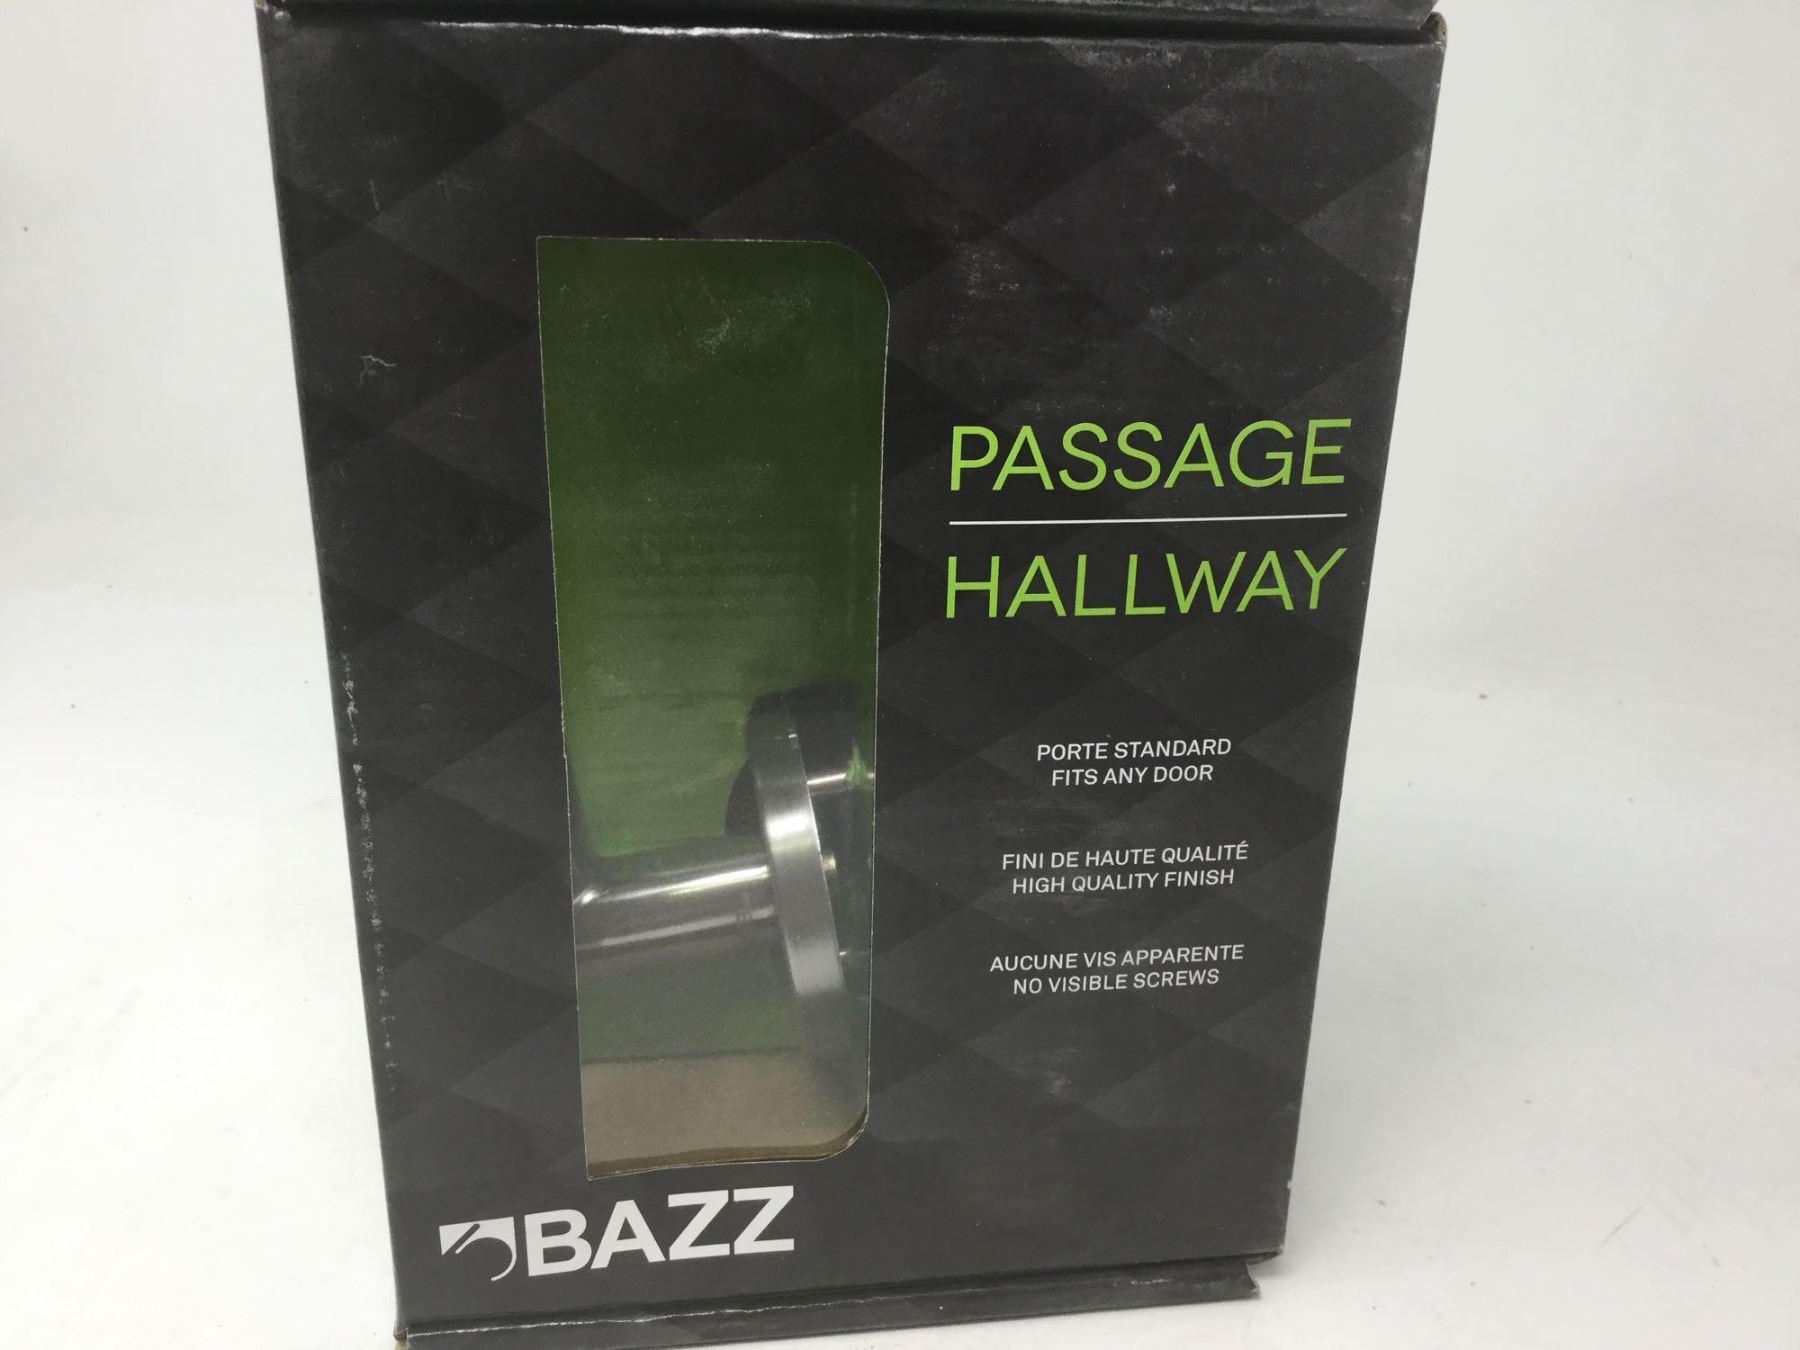 PASSAGE
HALLWAY
PORTE STANDARD
FITS ANY DOOR
FINI DE HAUTE QUALITÉ
HIGH QUALITY FINISH
AUCUNE VIS APPARENTE
NO VISIBLE SCREWS
BAZZ